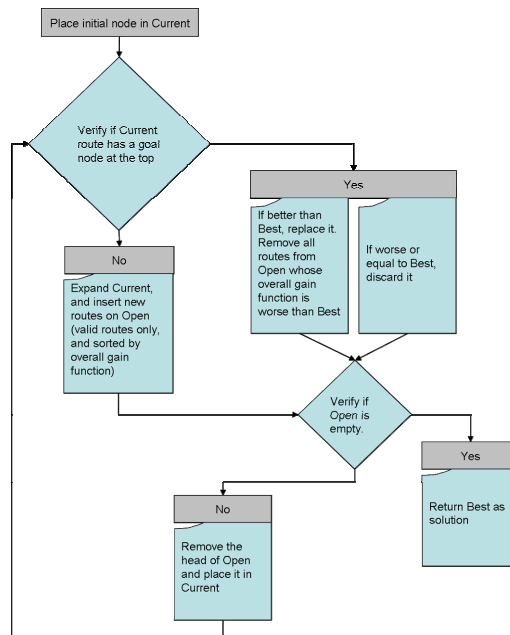 Place initial node in Current
Verify if Current
route has a goal
node at the top
Yes
If better than
Best, replace it.
Remove all
routes from
Open whose
overall gain
function is
worse than Best
If worse or
equal to Best,
discard it
No
Expand Current,
and insert new
routes on Open
(valid routes only,
and sorted by
overall gain
function)
Verify if
Open is
empty.
Yes
Return Best as
solution
No
Remove the
head of Open
and place it in
Current